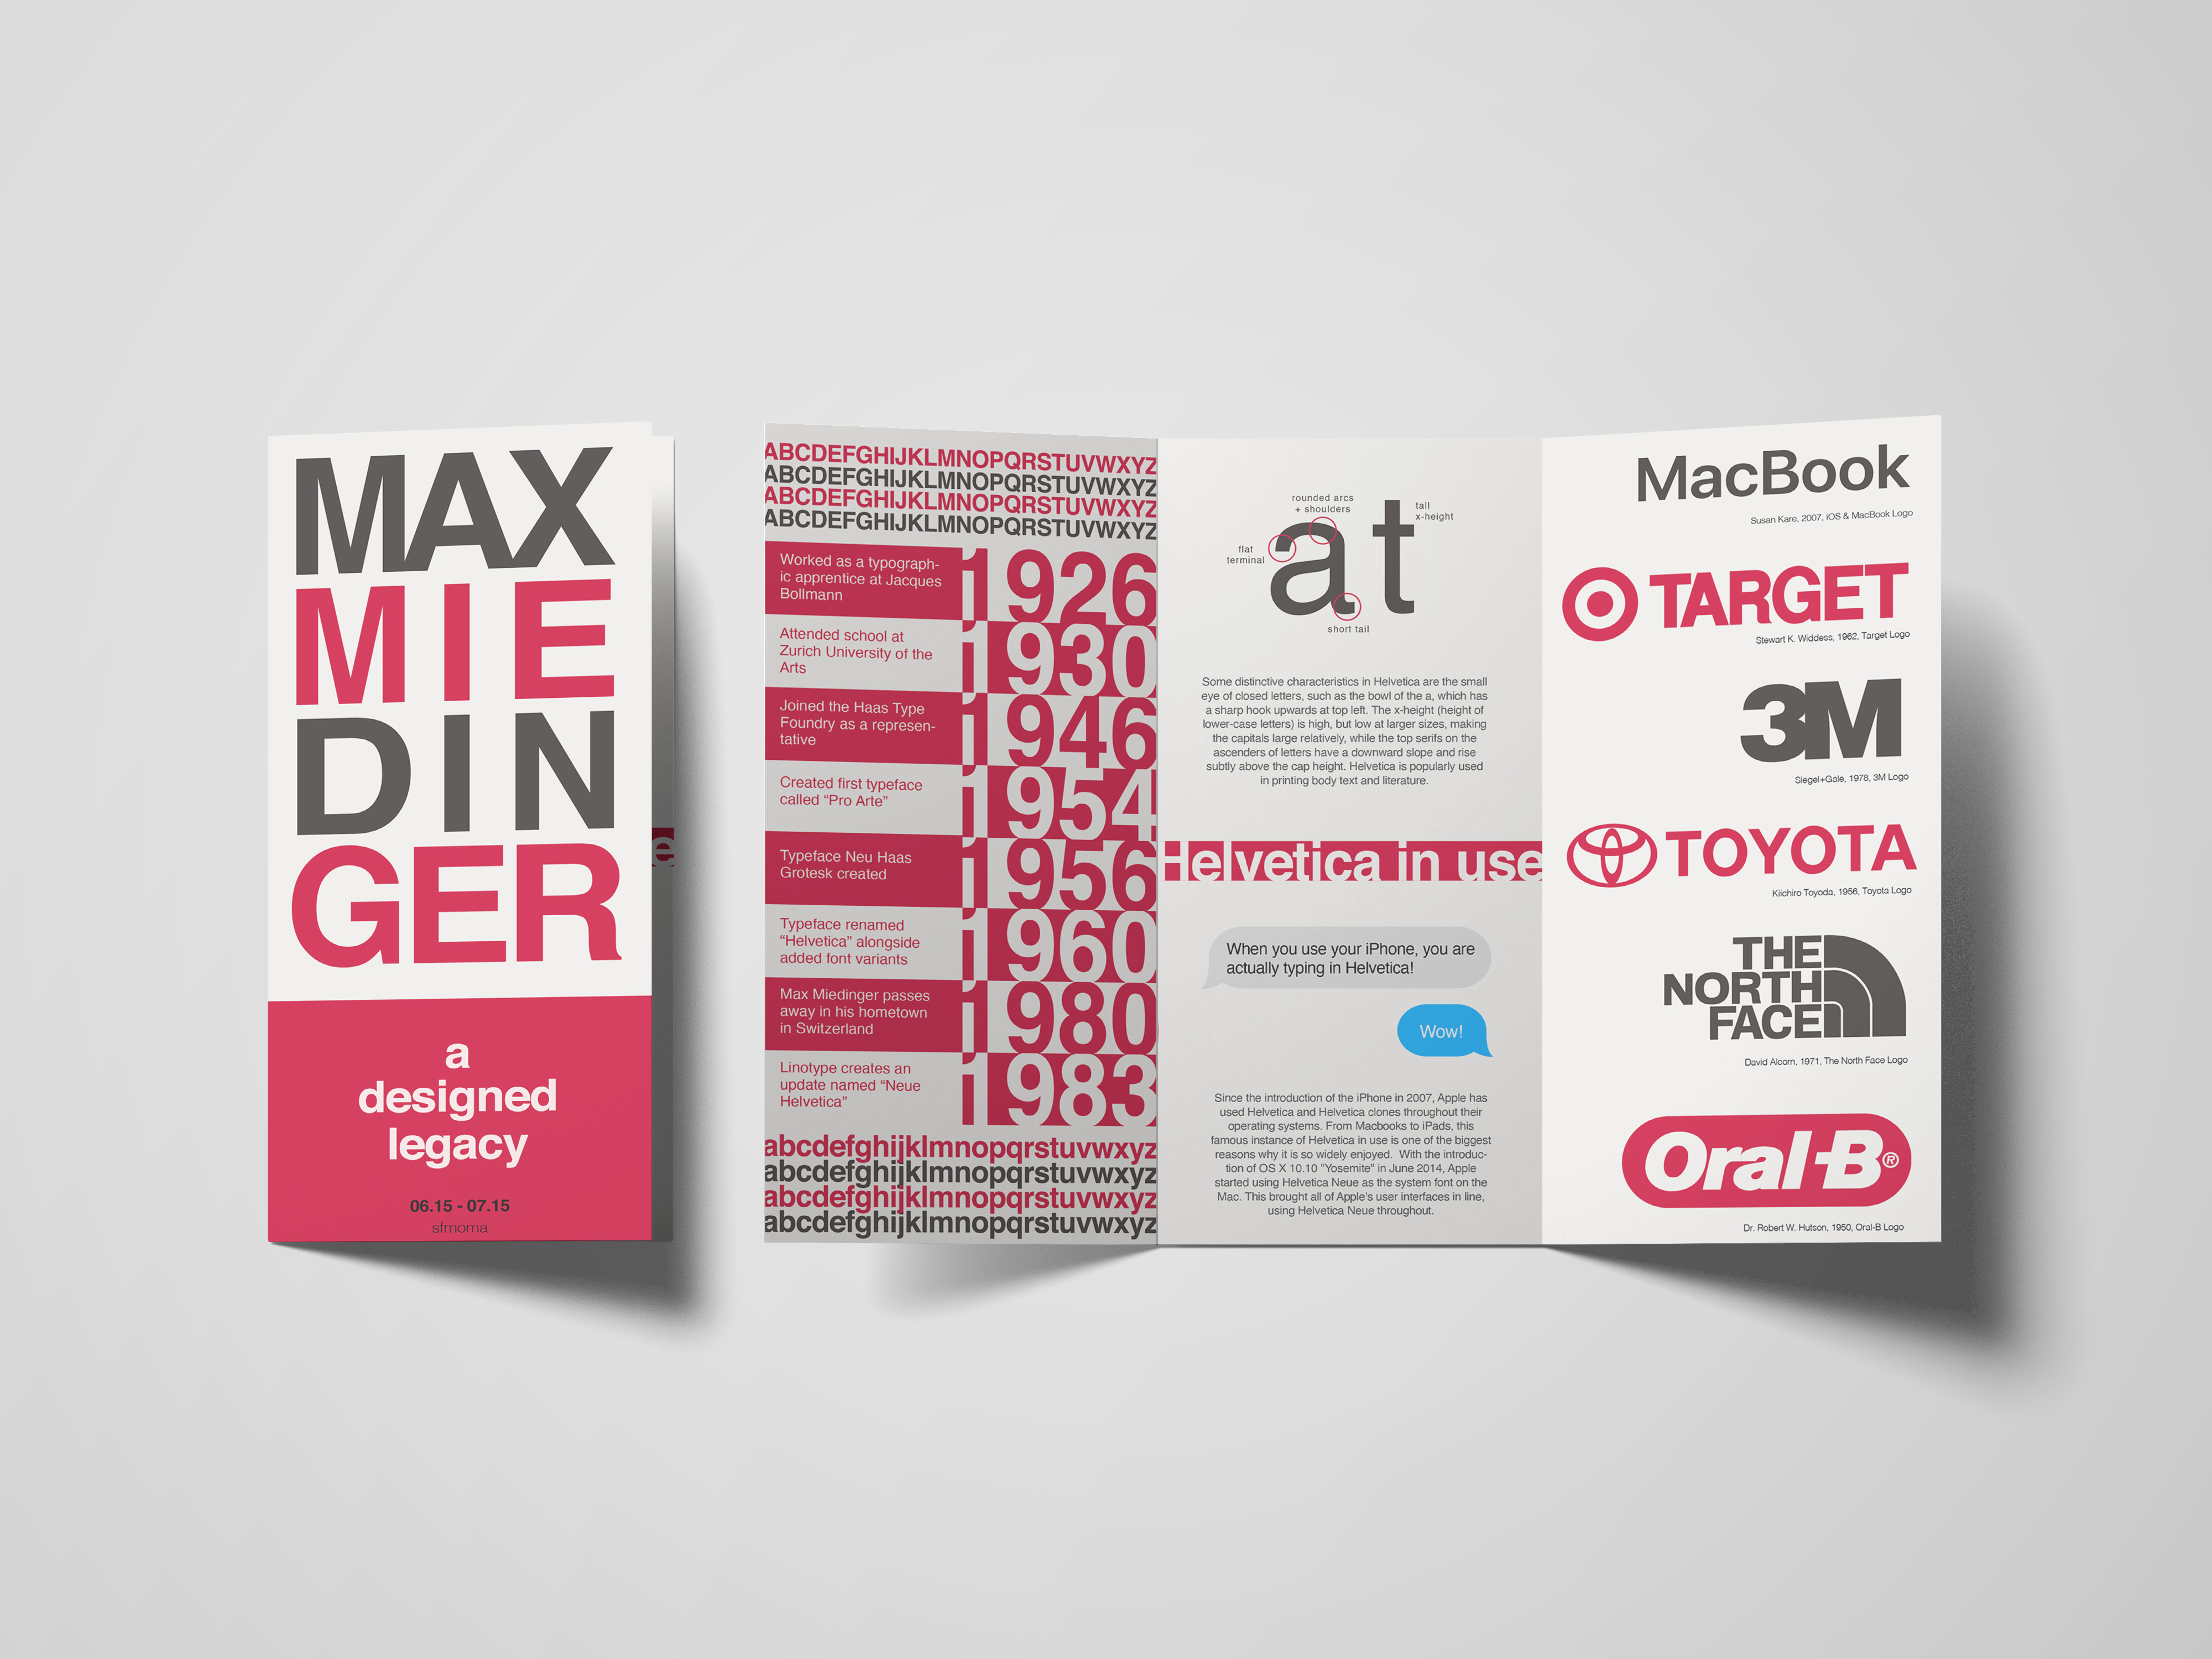 MAX
MIE
DIN
GER
a
designed
legacy
06.15 - 07.15
sfmoma
e
ABCDEFGHIJKLMNOPQRSTUVWXYZ
ABCDEFGHIJKLMNOPQRSTUVWXYZ
ABCDEFGHIJKLMNOPQRSTUVWXYZ
ABCDEFGHIJKLMNOPQRSTUVWXYZ
Worked as a typograph-
ic apprentice at Jacques
Bollmann
1926
Attended school at
Zurich University of the
Arts
1930
Joined the Haas Type
Foundry as a represen-
tative
1946
Created first typeface
called “Pro Arte”
1954
Typeface Neu Haas
Grotesk created
1956
Typeface renamed
“Helvetica” alongside
added font variants
1960
Max Miedinger passes
away in his hometown
in Switzerland
1980
Linotype creates an
update named “Neue
Helvetica”
1983
abcdefghijklmnopqrstuvwxyz
abcdefghijklmnopqrstuvwxyz
abcdefghijklmnopqrstuvwxyz
abcdefghijklmnopqrstuvwxyz
rounded arcs
+ shoulders
tall
x-height
flat
terminal
at
short tail
Some distinctive characteristics in Helvetica are the small
eye of closed letters, such as the bowl of the a, which has
a sharp hook upwards at top left. The x-height (height of
lower-case letters) is high, but low at larger sizes, making
the capitals large relatively, while the top serifs on the
ascenders of letters have a downward slope and rise
subtly above the cap height. Helvetica is popularly used
in printing body text and literature.
Helvetica in use
When you use your iPhone, you are
actually typing in Helvetica!
Wow!
Since the introduction of the iPhone in 2007, Apple has
used Helvetica and Helvetica clones throughout their
operating systems. From Macbooks to iPads, this
famous instance of Helvetica in use is one of the biggest
reasons why it is so widely enjoyed. With the introduc-
tion of OS X 10.10 "Yosemite" in June 2014, Apple
started using Helvetica Neue as the system font on the
Mac. This brought all of Apple's user interfaces in line,
using Helvetica Neue throughout.
MacBook
Susan Kare, 2007, iOS & MacBook Logo
TARGET
Stewart K. Widdess, 1962, Target Logo
3M
Siegel+Gale, 1978, 3M Logo
TOYOTA
Kiichiro Toyoda, 1956, Toyota Logo
THE
NORTH
FACE
David Alcorn, 1971, The North Face Logo
Oral-B®
Dr. Robert W. Hutson, 1950, Oral-B Logo